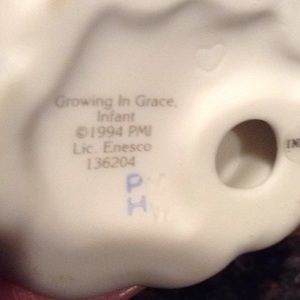 Growing In Grace,
Infant
©1994 PMI
Lic. Enesco
136204
P
H